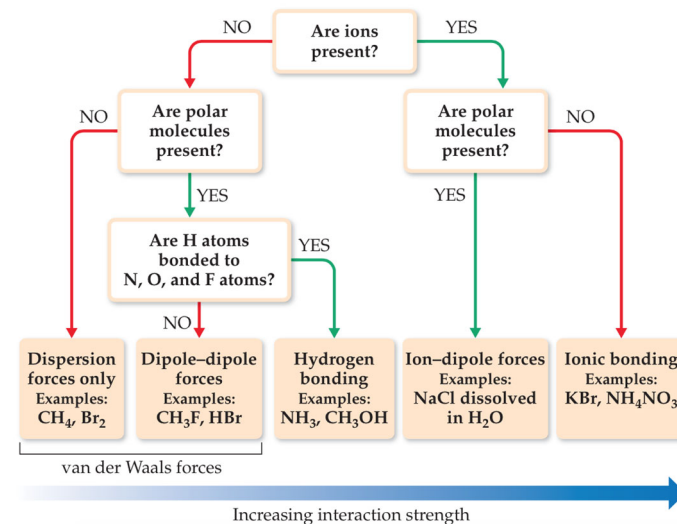 Are ions
present?
NO
YES
Are polar
molecules
present?
Are polar
molecules
present?
NO
NO
YES
YES
Are H atoms
bonded to
N, O, and F atoms?
YES
NO
Dispersion
forces only
Examples:
CH₄, Br₂
Dipole–dipole
forces
Examples:
CH₃F, HBr
Hydrogen
bonding
Examples:
NH₃, CH₃OH
Ion–dipole forces
Examples:
NaCl dissolved
in H₂O
Ionic bonding
Examples:
KBr, NH₄NO₃
van der Waals forces
Increasing interaction strength